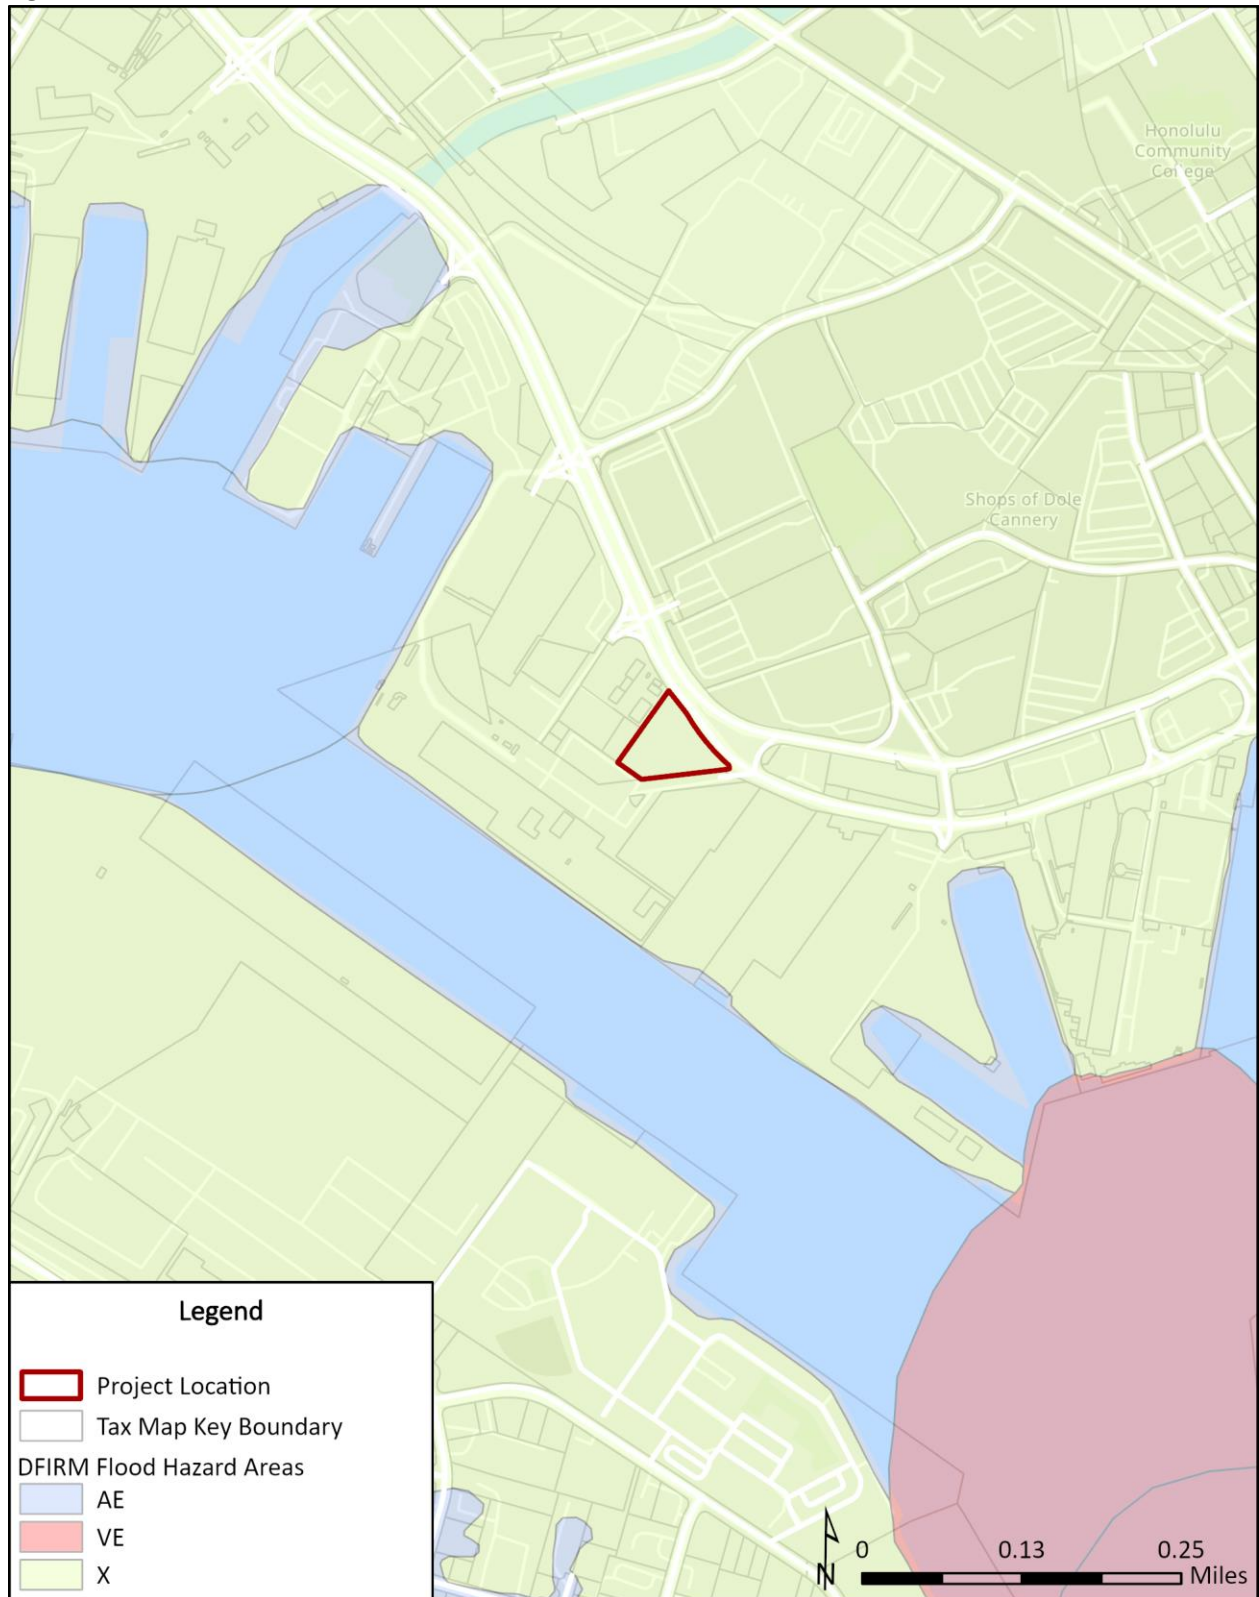 Honolulu
Community
College
Shops of Dole
Cannery
Legend
Project Location
Tax Map Key Boundary
DFIRM Flood Hazard Areas
AE
VE
X
N
0 0.13 0.25
Miles